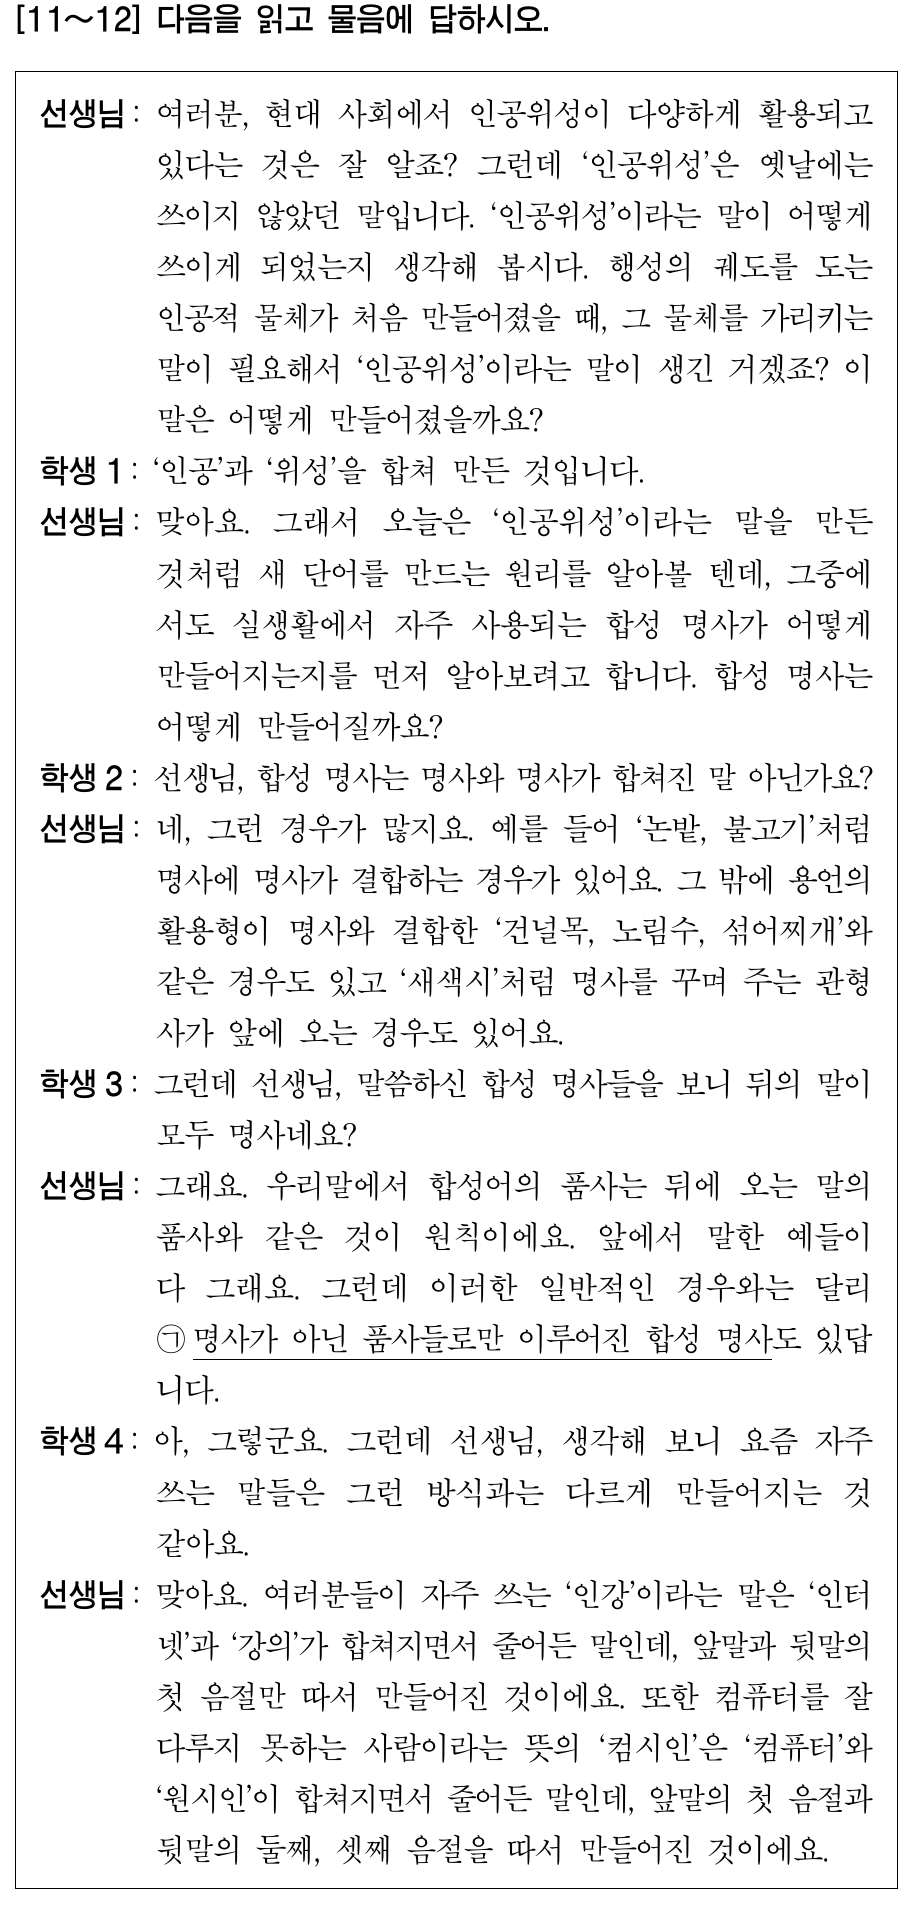 [11～12] 다음을 읽고 물음에 답하시오.
선생님 : 여러분, 현대 사회에서 인공위성이 다양하게 활용되고
있다는 것은 잘 알죠? 그런데 ‘인공위성’은 옛날에는
쓰이지 않았던 말입니다. ‘인공위성’이라는 말이 어떻게
쓰이게 되었는지 생각해 봅시다. 행성의 궤도를 도는
인공적 물체가 처음 만들어졌을 때, 그 물체를 가리키는
말이 필요해서 ‘인공위성’이라는 말이 생긴 거겠죠? 이
말은 어떻게 만들어졌을까요?
학생 1 : ‘인공’과 ‘위성’을 합쳐 만든 것입니다.
선생님 : 맞아요. 그래서 오늘은 ‘인공위성’이라는 말을 만든
것처럼 새 단어를 만드는 원리를 알아볼 텐데, 그중에
서도 실생활에서 자주 사용되는 합성 명사가 어떻게
만들어지는지를 먼저 알아보려고 합니다. 합성 명사는
어떻게 만들어질까요?
학생 2 : 선생님, 합성 명사는 명사와 명사가 합쳐진 말 아닌가요?
선생님 : 네, 그런 경우가 많지요. 예를 들어 ‘논밭, 불고기’처럼
명사에 명사가 결합하는 경우가 있어요. 그 밖에 용언의
활용형이 명사와 결합한 ‘건널목, 노림수, 섞어찌개’와
같은 경우도 있고 ‘새색시’처럼 명사를 꾸며 주는 관형
사가 앞에 오는 경우도 있어요.
학생 3 : 그런데 선생님, 말씀하신 합성 명사들을 보니 뒤의 말이
모두 명사네요?
선생님 : 그래요. 우리말에서 합성어의 품사는 뒤에 오는 말의
품사와 같은 것이 원칙이에요. 앞에서 말한 예들이
다 그래요. 그런데 이러한 일반적인 경우와는 달리
㉠명사가 아닌 품사들로만 이루어진 합성 명사도 있답
니다.
학생 4 : 아, 그렇군요. 그런데 선생님, 생각해 보니 요즘 자주
쓰는 말들은 그런 방식과는 다르게 만들어지는 것
같아요.
선생님 : 맞아요. 여러분들이 자주 쓰는 ‘인강’이라는 말은 ‘인터
넷’과 ‘강의’가 합쳐지면서 줄어든 말인데, 앞말과 뒷말의
첫 음절만 따서 만들어진 것이에요. 또한 컴퓨터를 잘
다루지 못하는 사람이라는 뜻의 ‘컴시인’은 ‘컴퓨터’와
‘원시인’이 합쳐지면서 줄어든 말인데, 앞말의 첫 음절과
뒷말의 둘째, 셋째 음절을 따서 만들어진 것이에요.